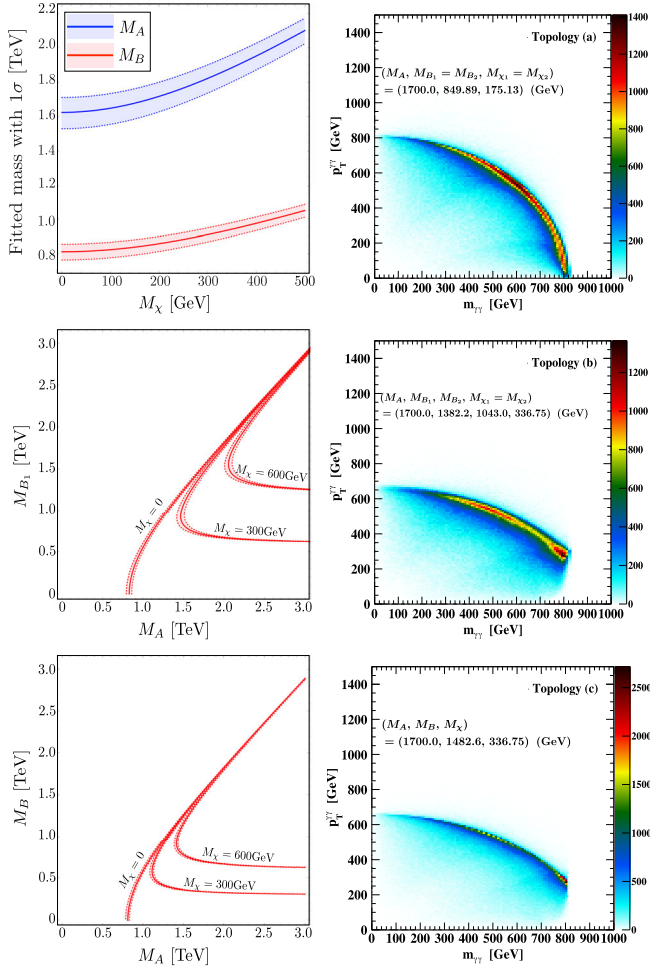 Fitted mass with 1σ [TeV]
2.2
2.0
1.8
1.6
1.4
1.2
1.0
0.8
M_A
M_B
0 100 200 300 400 500
M_χ [GeV]
p_T^γγ [GeV]
1400
1200
1000
800
600
400
200
0
Topology (a)
(M_A, M_B₁ = M_B₂, M_χ₁ = M_χ₂)
= (1700.0, 849.89, 175.13) (GeV)
0 100 200 300 400 500 600 700 800 900 1000
m_γγ [GeV]
1400
1200
1000
800
600
400
200
0
M_B₁ [TeV]
3.0
2.5
2.0
1.5
1.0
0.5
0
M_χ = 0
M_χ = 600GeV
M_χ = 300GeV
0 0.5 1.0 1.5 2.0 2.5 3.0
M_A [TeV]
p_T^γγ [GeV]
1400
1200
1000
800
600
400
200
0
Topology (b)
(M_A, M_B₁, M_B₂, M_χ₁ = M_χ₂)
= (1700.0, 1382.2, 1043.0, 336.75) (GeV)
0 100 200 300 400 500 600 700 800 900 1000
m_γγ [GeV]
1200
1000
800
600
400
200
0
M_B [TeV]
3.0
2.5
2.0
1.5
1.0
0.5
0
M_χ = 0
M_χ = 600GeV
M_χ = 300GeV
0 0.5 1.0 1.5 2.0 2.5 3.0
M_A [TeV]
p_T^γγ [GeV]
1400
1200
1000
800
600
400
200
0
Topology (c)
(M_A, M_B, M_χ)
= (1700.0, 1482.6, 336.75) (GeV)
0 100 200 300 400 500 600 700 800 900 1000
m_γγ [GeV]
2500
2000
1500
1000
500
0